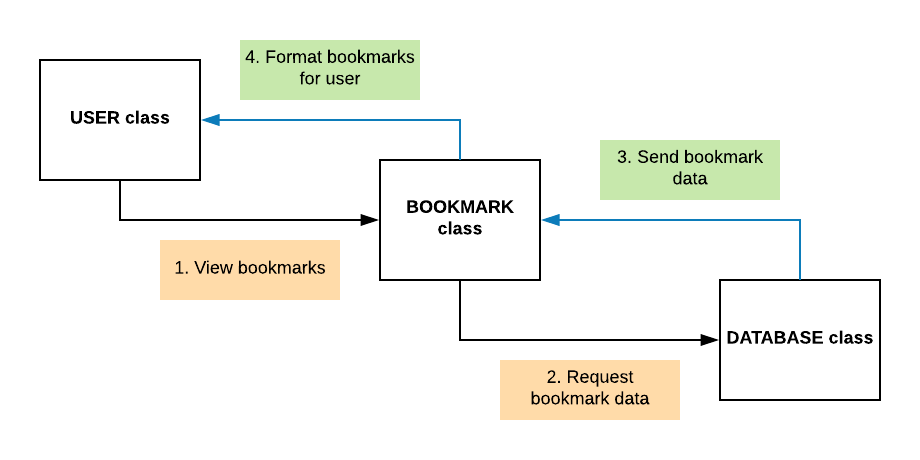 4. Format bookmarks
for user
USER class
3. Send bookmark
data
BOOKMARK
class
1. View bookmarks
DATABASE class
2. Request
bookmark data